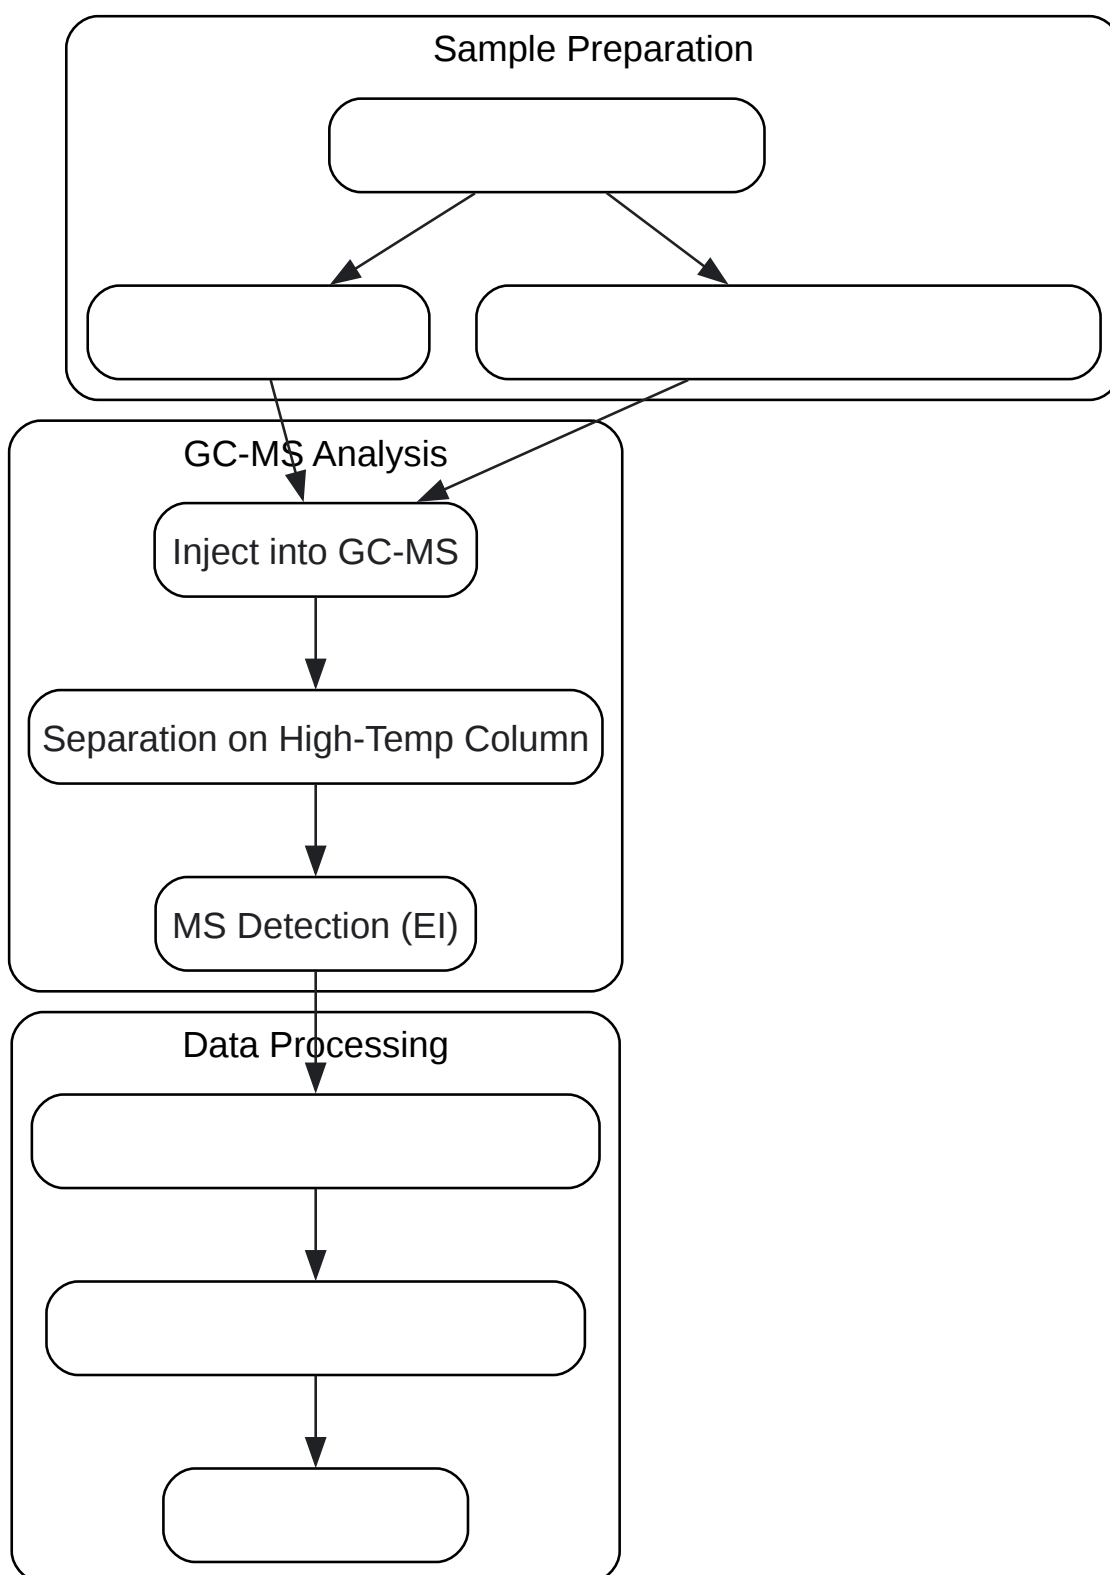 Sample Preparation
GC-MS Analysis
Inject into GC-MS
Separation on High-Temp Column
MS Detection (EI)
Data Processing